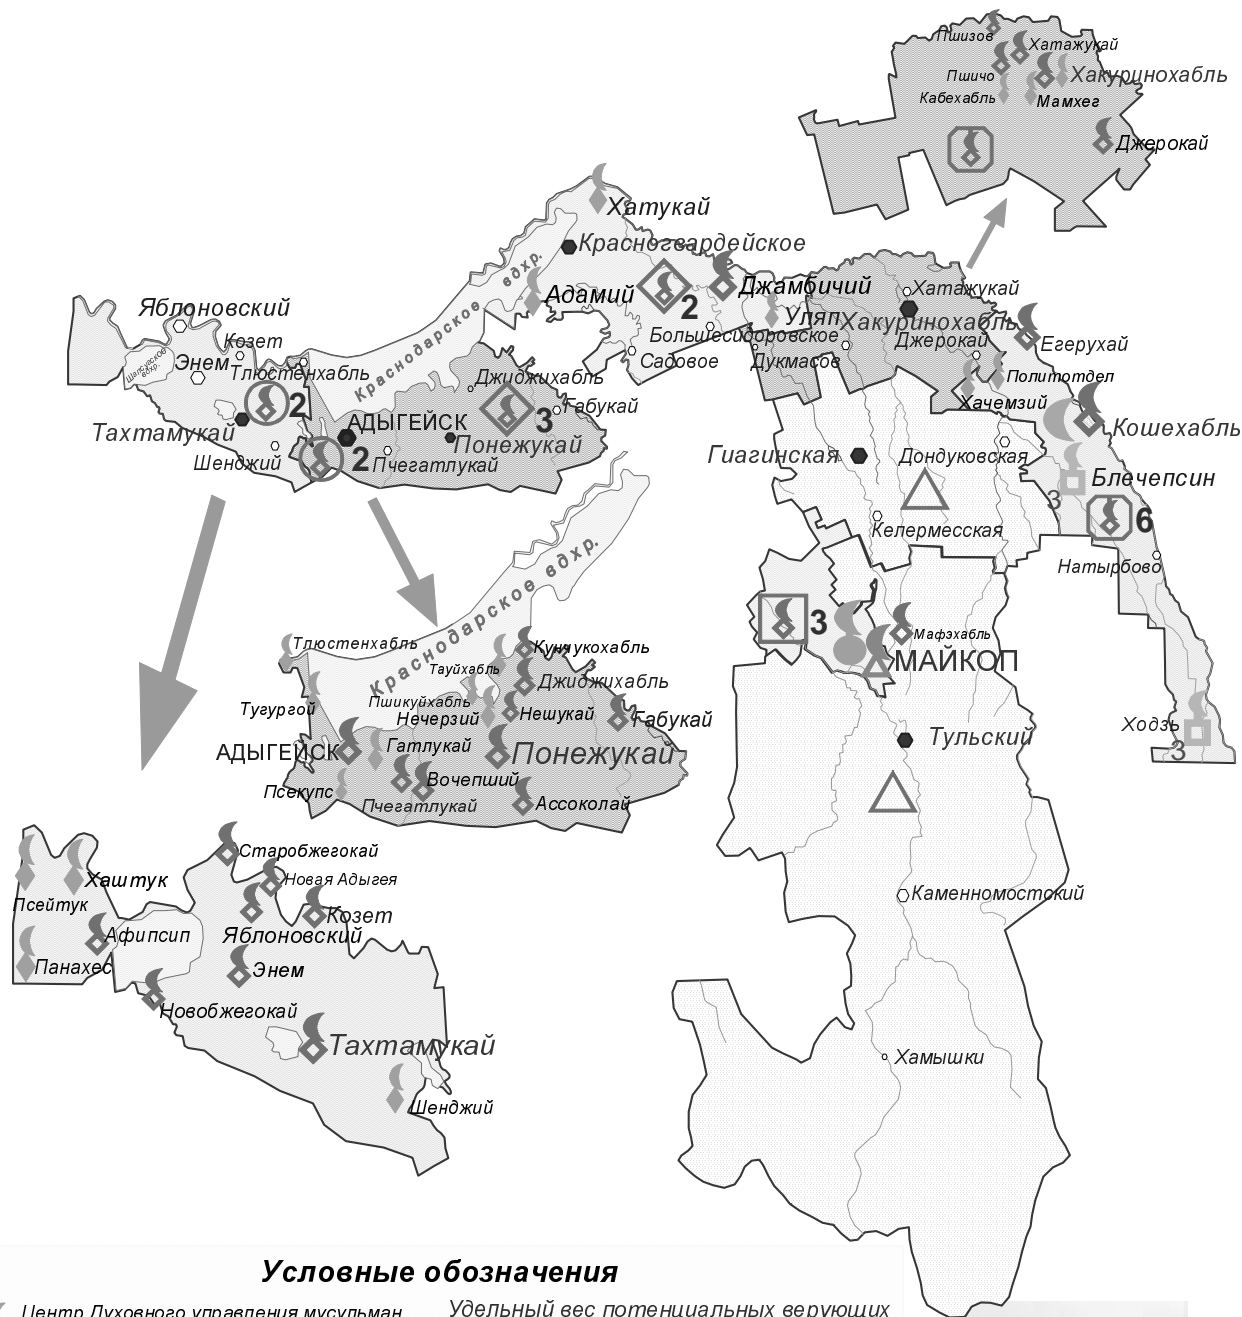 Пшизов
Хатажукай
Пшичо
Хакуринохабль
Кабехабль
Мамхег
Джерокай
Хатукай
Красногвардейское
Краснодарское вдхр.
Адамий
2
Джамбичий
Уляп
Хатажукай
Хакуринохабль
Большесидоровское
Джерокай
Егерухай
Садовое
Дукмасов
Политотдел
Хачемзий
Яблоновский
Козет
Шапсугское
вдхр.
Энем
Тлюстенхабль
2
Джиджихабль
3
Габукай
АДЫГЕЙСК
Тахтамукай
Понежукай
Шенджий
2
Пчегатлукай
Кошехабль
Гиагинская
Дондуковская
Блечепсин
3
6
Келермесская
Натырбово
3
Мафэхабль
МАЙКОП
Краснодарское вдхр.
Тлюстенхабль
Кунчукохабль
Тауйхабль
Джиджихабль
Пшикуйхабль
Тугургой
Нечерзий
Нешукай
Габукай
АДЫГЕЙСК
Гатлукай
Понежукай
Псекупс
Вочепший
Пчегатлукай
Ассоколай
Ходзь
3
Тульский
Старобжегокай
Хаштук
Новая Адыгея
Псейтук
Козет
Афипсип
Яблоновский
Панахес
Энем
Новобжегокай
Тахтамукай
Шенджий
Каменномостский
Хамышки
Условные обозначения
Центр Духовного управления мусульман
Удельный вес потенциальных верующих